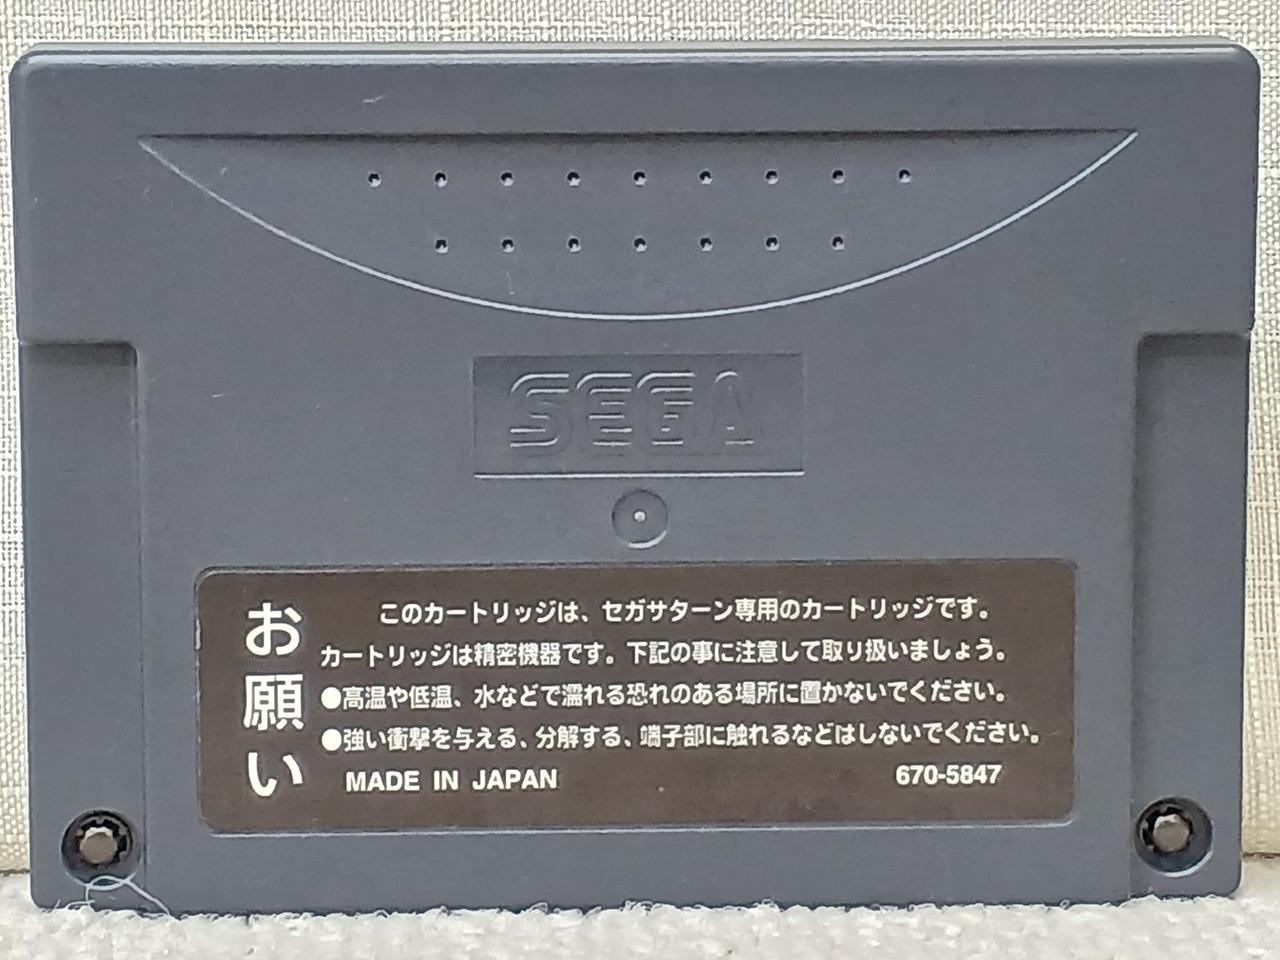 SEGA
お願い
このカートリッジは、セガサターン専用のカートリッジです。
カートリッジは精密機器です。下記の事に注意して取り扱いましょう。
●高温や低温、水などで濡れる恐れのある場所に置かないでください。
●強い衝撃を与える、分解する、端子部に触れるなどはしないでください。
MADE IN JAPAN 670-5847